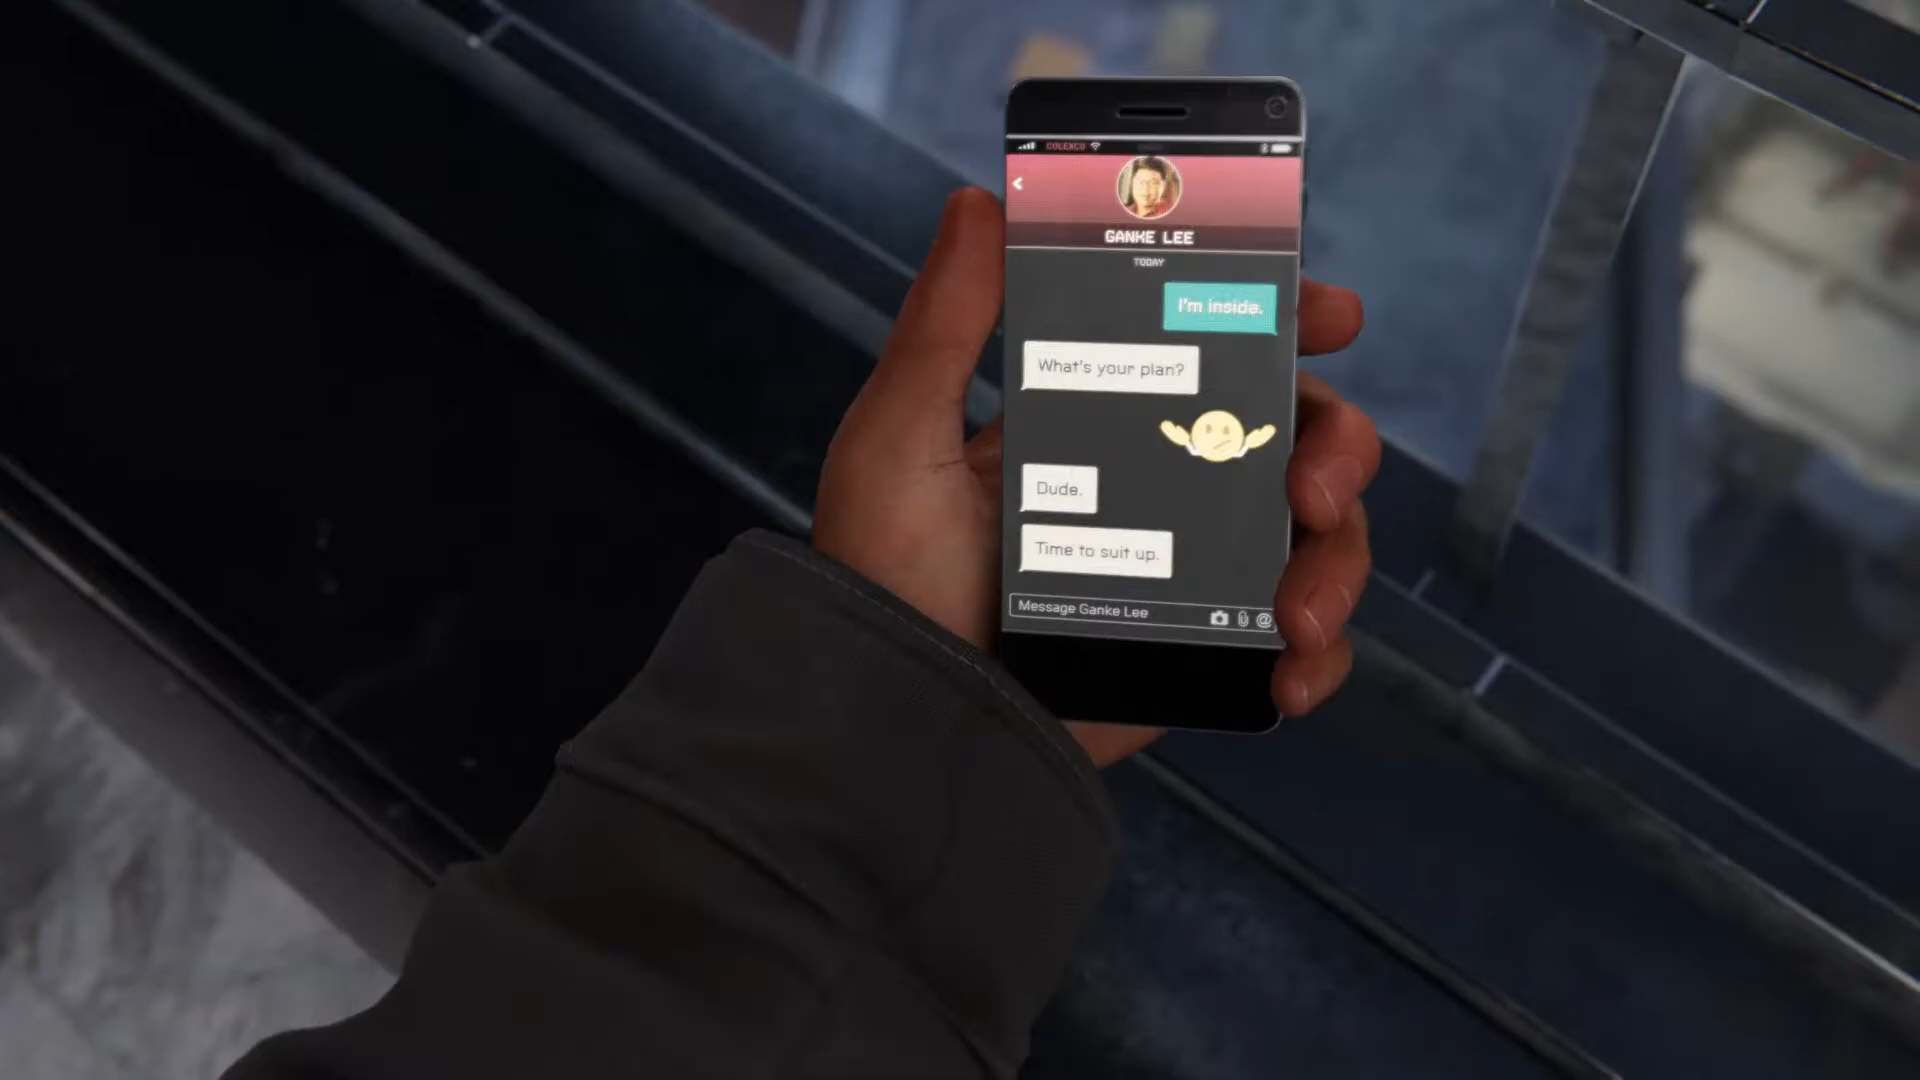 COLEXCO
GANKE LEE
TODAY
I'm inside.
What's your plan?
Dude.
Time to suit up.
Message Ganke Lee
@